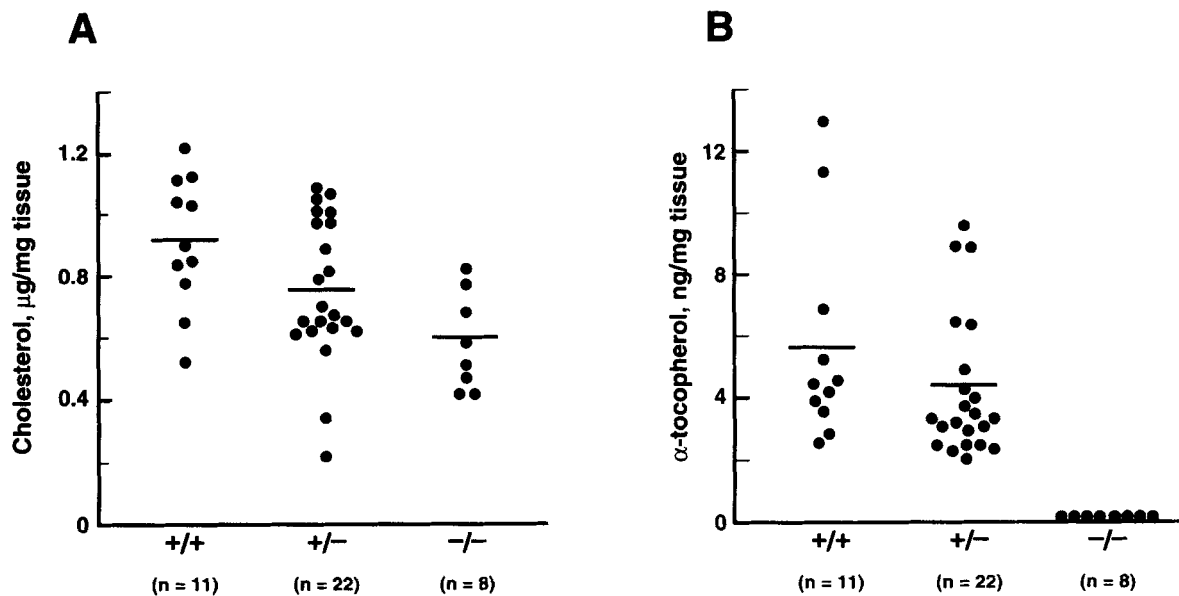 A
Cholesterol, μg/mg tissue
1.2
0.8
0.4
0
+/+
+/−
−/−
(n = 11)
(n = 22)
(n = 8)
B
α-tocopherol, ng/mg tissue
12
8
4
0
+/+
+/−
−/−
(n = 11)
(n = 22)
(n = 8)